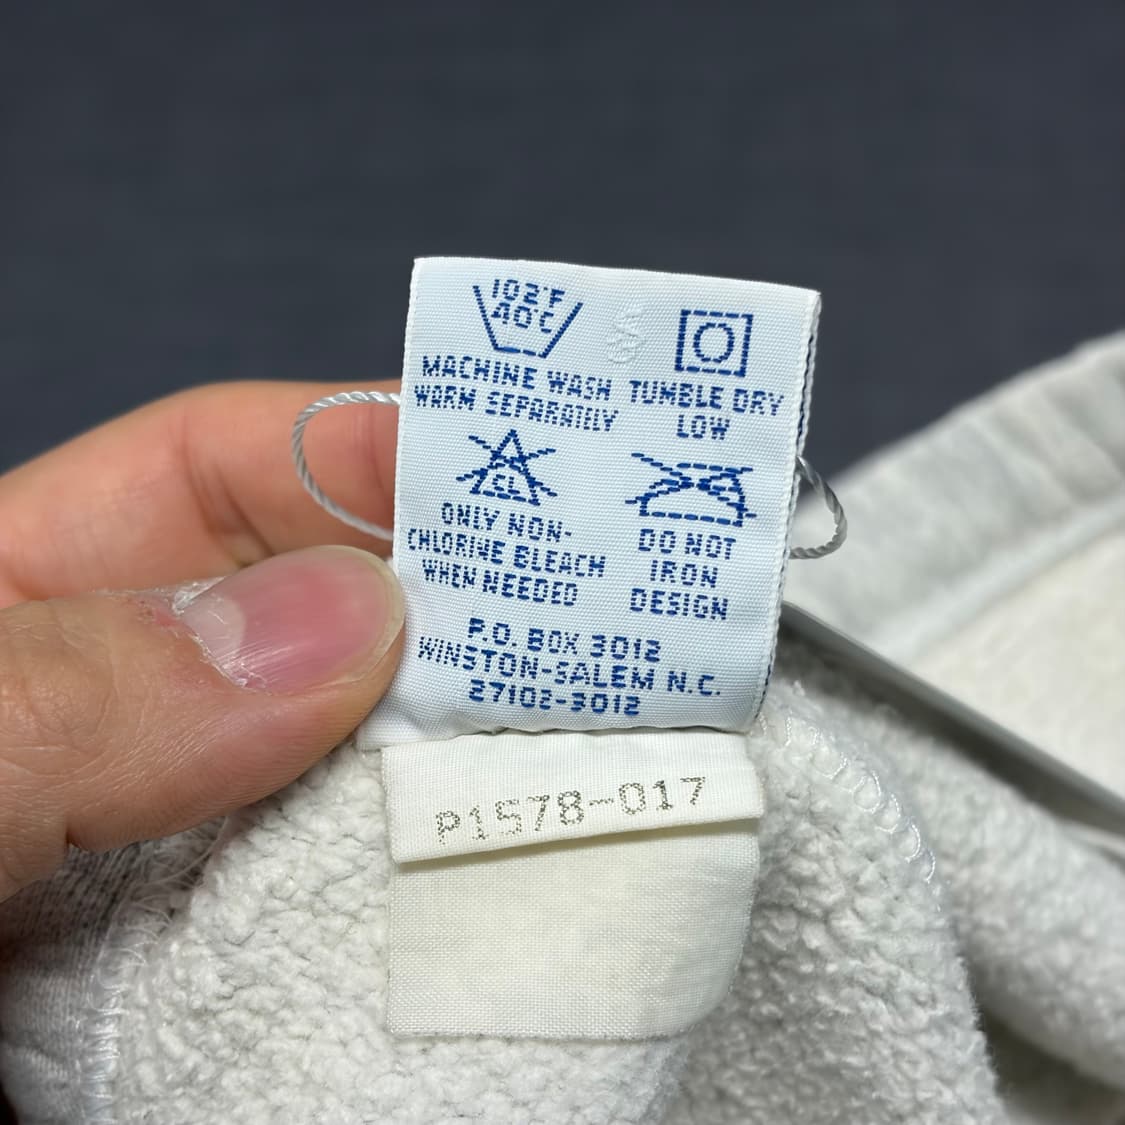 102°F
40°C
MACHINE WASH
WARM SEPARATELY
TUMBLE DRY
LOW
CL
ONLY NON-
CHLORINE BLEACH
WHEN NEEDED
DO NOT
IRON
DESIGN
P.O. BOX 3012
WINSTON-SALEM N.C.
27102-3012
P1578-017